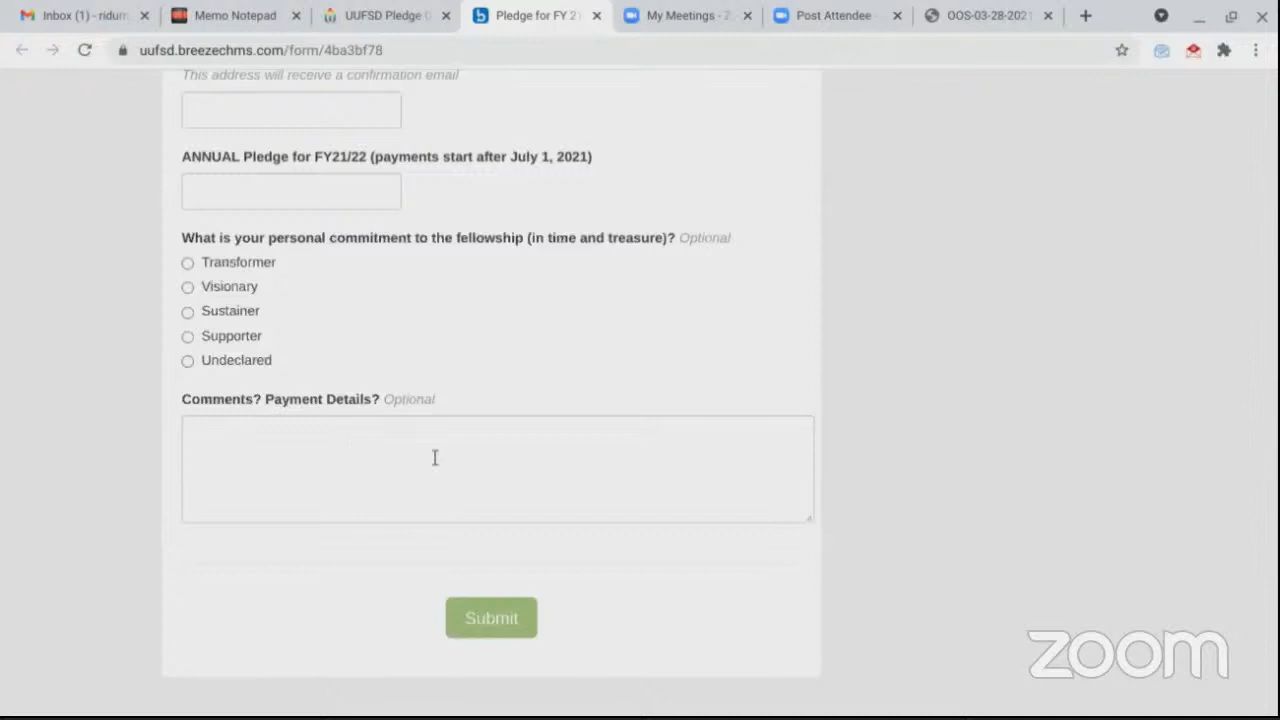 Inbox (1) - ridum
Memo Notepad
UUFSD Pledge
Pledge for FY 2
My Meetings - Z
Post Attendee
OOS-03-28-2021
uufsd.breezechms.com/form/4ba3bf78
This address will receive a confirmation email
ANNUAL Pledge for FY21/22 (payments start after July 1, 2021)
What is your personal commitment to the fellowship (in time and treasure)? Optional
Transformer
Visionary
Sustainer
Supporter
Undeclared
Comments? Payment Details? Optional
Submit
zoom